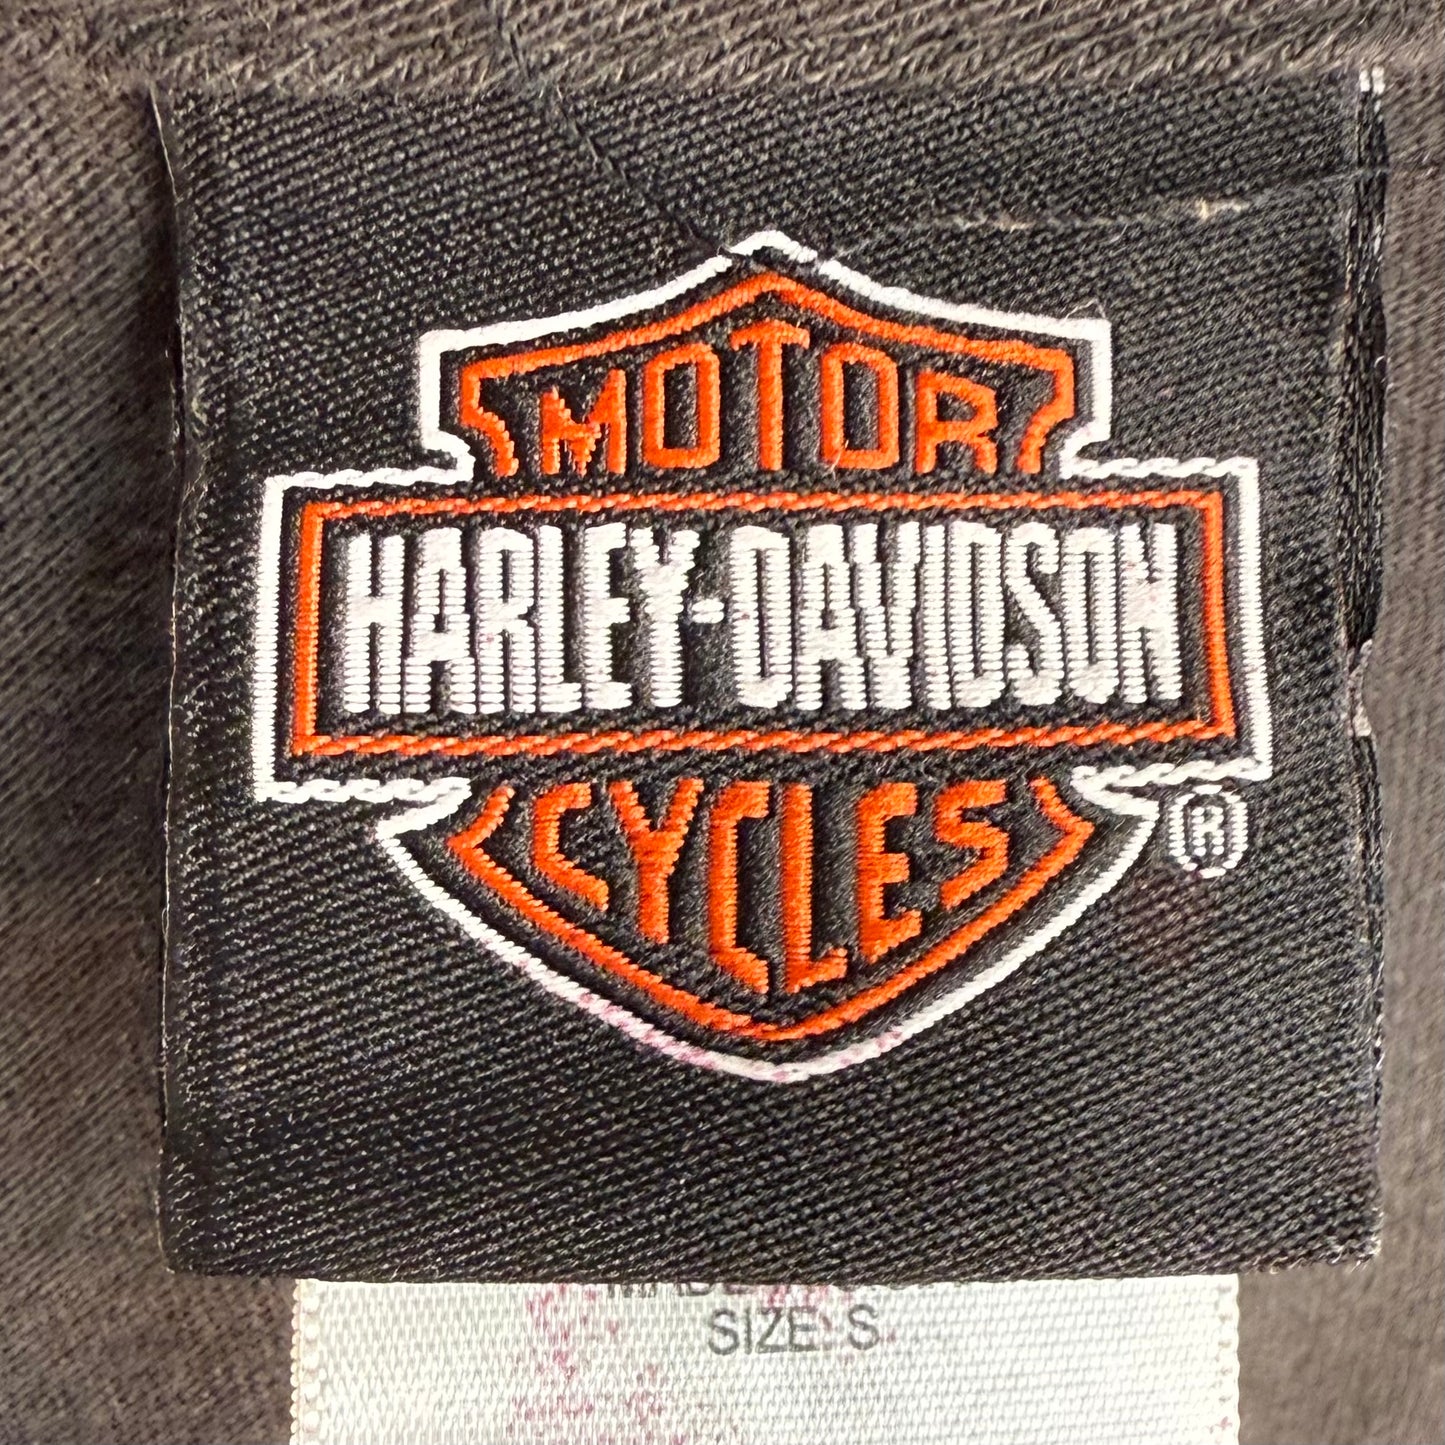 MOTOR
HARLEY-DAVIDSON
CYCLES
®
SIZE: S